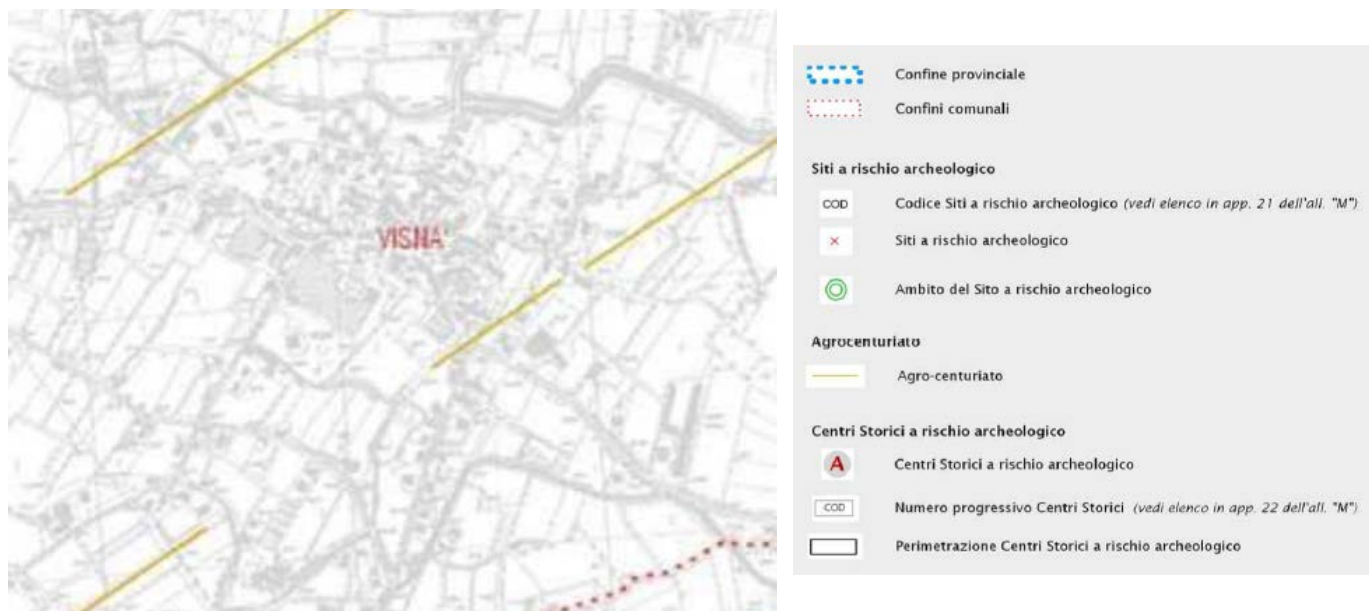 VISNA'
Confine provinciale
Confini comunali
Siti a rischio archeologico
COD Codice Siti a rischio archeologico (vedi elenco in app. 21 dell'all. "M")
Siti a rischio archeologico
Ambito del Sito a rischio archeologico
Agrocenturiato
Agro-centuriato
Centri Storici a rischio archeologico
A Centri Storici a rischio archeologico
COD Numero progressivo Centri Storici (vedi elenco in app. 22 dell'all. "M")
Perimetrazione Centri Storici a rischio archeologico